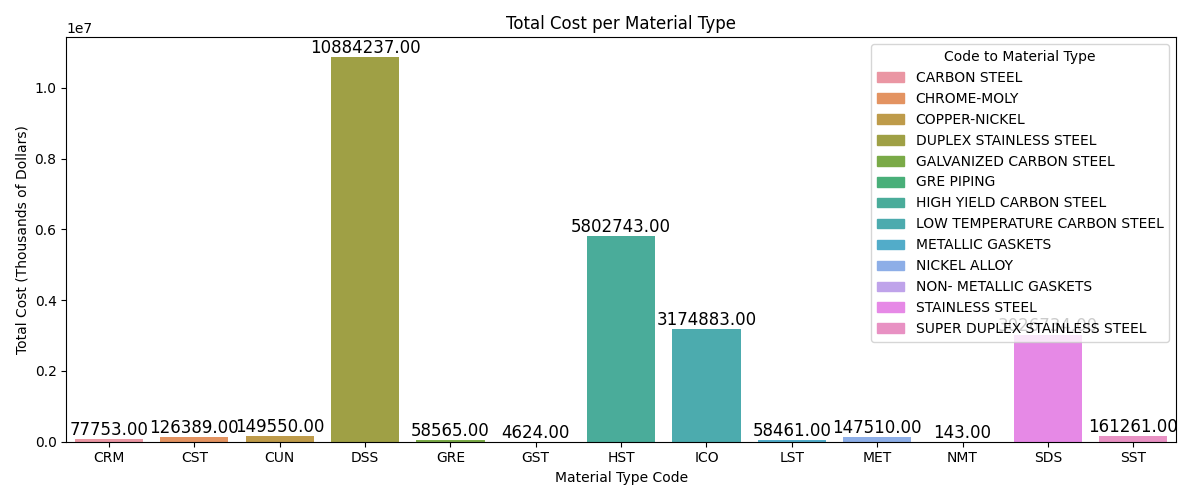 Total Cost per Material Type
1e7
Total Cost (Thousands of Dollars)
1.0
0.8
0.6
0.4
0.2
0.0
10884237.00
5802743.00
3174883.00
77753.00
126389.00
149550.00
58565.00
4624.00
58461.00
147510.00
143.00
161261.00
Code to Material Type
CARBON STEEL
CHROME-MOLY
COPPER-NICKEL
DUPLEX STAINLESS STEEL
GALVANIZED CARBON STEEL
GRE PIPING
HIGH YIELD CARBON STEEL
LOW TEMPERATURE CARBON STEEL
METALLIC GASKETS
NICKEL ALLOY
NON- METALLIC GASKETS
STAINLESS STEEL
SUPER DUPLEX STAINLESS STEEL
CRM CST CUN DSS GRE GST HST ICO LST MET NMT SDS SST
Material Type Code